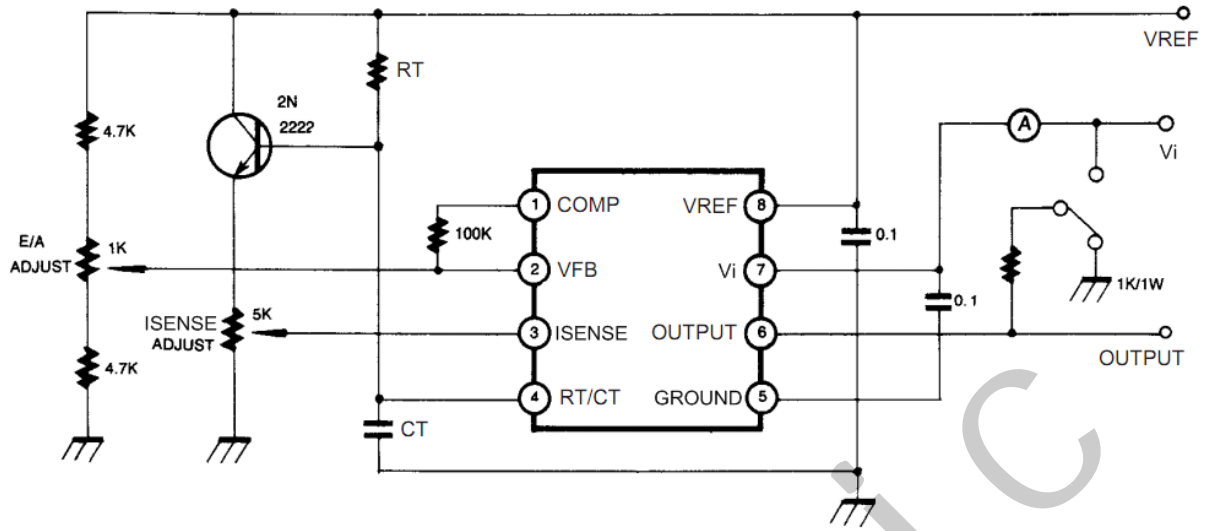 VREF
RT
2N
2222
4.7K
A
Vi
1 COMP
VREF 8
100K
0.1
E/A
ADJUST
1K
2 VFB
Vi 7
1K/1W
ISENSE
ADJUST
5K
0.1
3 ISENSE
OUTPUT 6
OUTPUT
4.7K
4 RT/CT
GROUND 5
CT
C